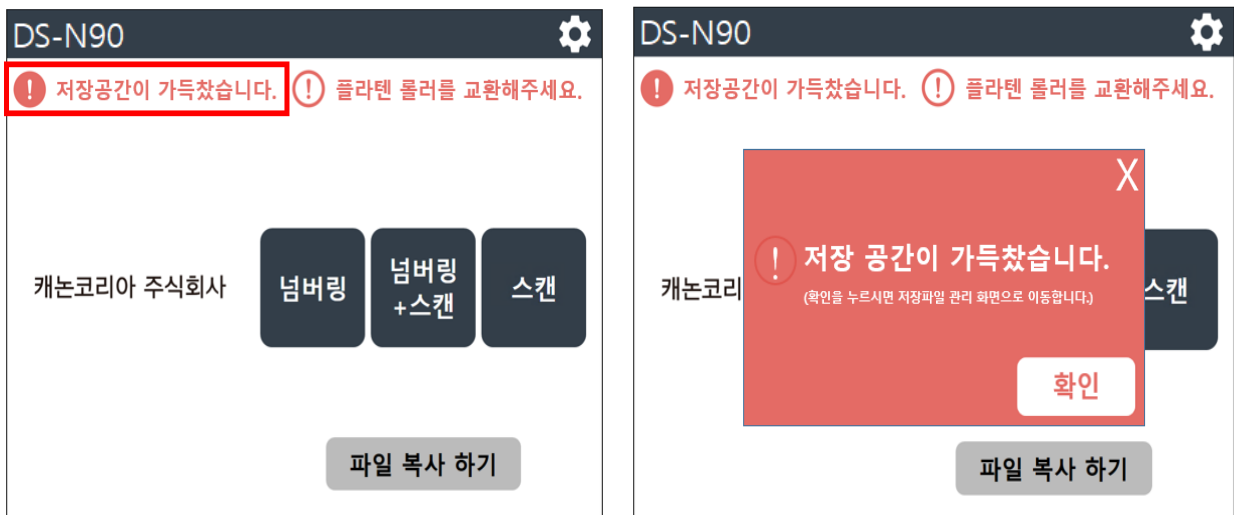 DS-N90
! 저장공간이 가득찼습니다. ! 플라텐 롤러를 교환해주세요.
캐논코리아 주식회사
넘버링
넘버링
+스캔
스캔
파일 복사 하기
DS-N90
! 저장공간이 가득찼습니다. ! 플라텐 롤러를 교환해주세요.
캐논코리
X
! 저장 공간이 가득찼습니다.
(확인을 누르시면 저장파일 관리 화면으로 이동합니다.)
확인
스캔
파일 복사 하기